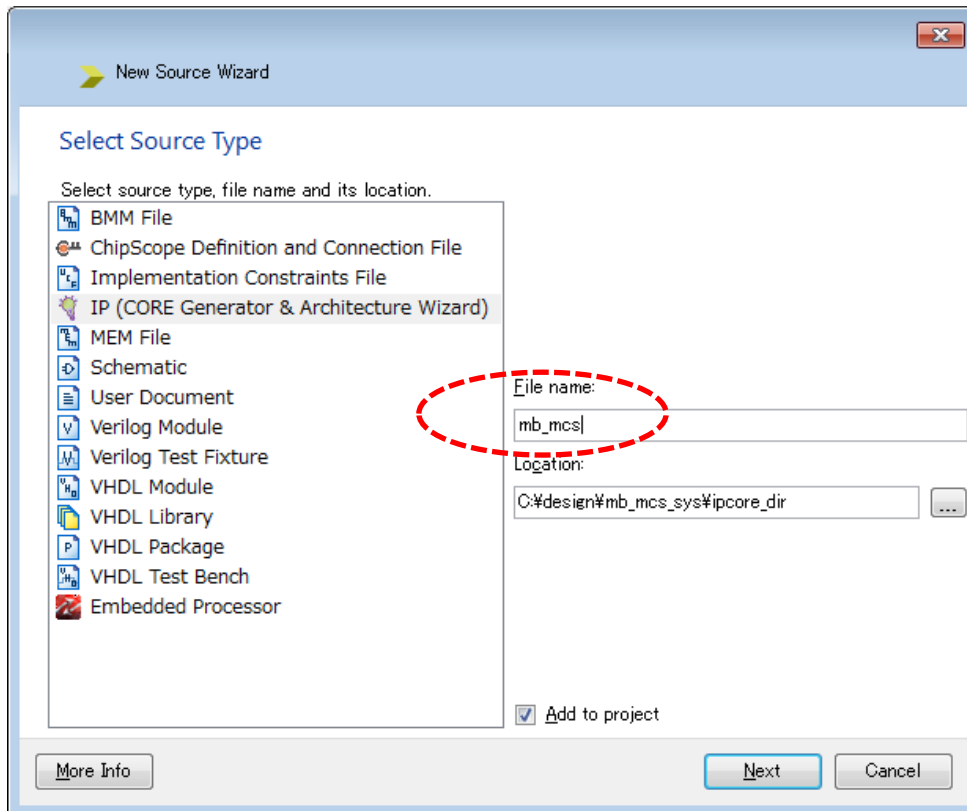 New Source Wizard
Select Source Type
Select source type, file name and its location.
BMM File
ChipScope Definition and Connection File
Implementation Constraints File
IP (CORE Generator & Architecture Wizard)
MEM File
Schematic
User Document
Verilog Module
Verilog Test Fixture
VHDL Module
VHDL Library
VHDL Package
VHDL Test Bench
Embedded Processor
File name:
mb_mcs
Location:
C:¥design¥mb_mcs_sys¥ipcore_dir
...
Add to project
More Info
Next
Cancel